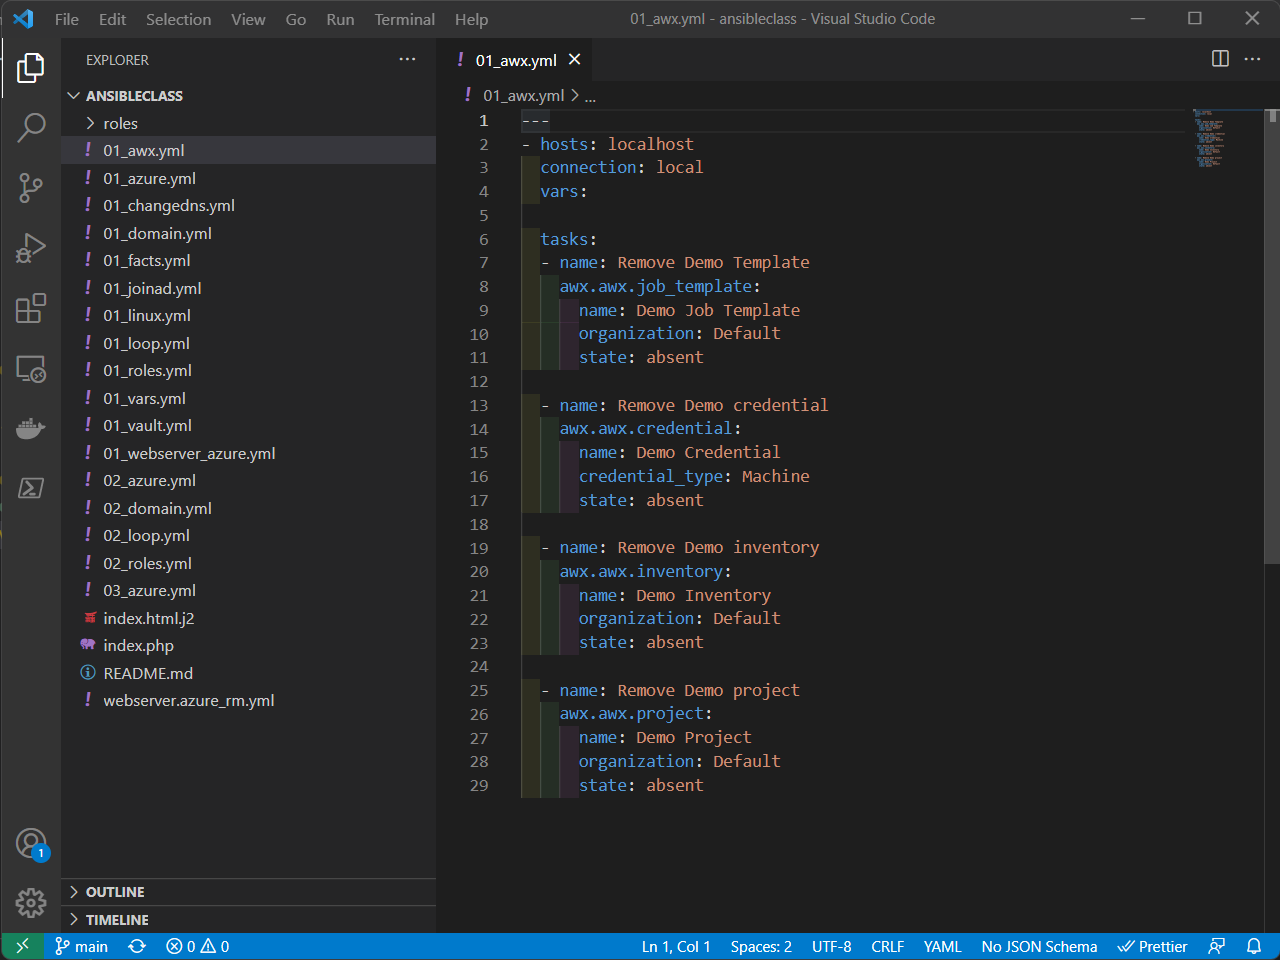 File Edit Selection View Go Run Terminal Help 01_awx.yml - ansibleclass - Visual Studio Code
EXPLORER
ANSIBLECLASS
roles
01_awx.yml
01_azure.yml
01_changedns.yml
01_domain.yml
01_facts.yml
01_joinad.yml
01_linux.yml
01_loop.yml
01_roles.yml
01_vars.yml
01_vault.yml
01_webserver_azure.yml
02_azure.yml
02_domain.yml
02_loop.yml
02_roles.yml
03_azure.yml
index.html.j2
index.php
README.md
webserver.azure_rm.yml
OUTLINE
TIMELINE
1
01_awx.yml
01_awx.yml > ...
1 ---
2 - hosts: localhost
3 connection: local
4 vars:
5
6 tasks:
7 - name: Remove Demo Template
8 awx.awx.job_template:
9 name: Demo Job Template
10 organization: Default
11 state: absent
12
13 - name: Remove Demo credential
14 awx.awx.credential:
15 name: Demo Credential
16 credential_type: Machine
17 state: absent
18
19 - name: Remove Demo inventory
20 awx.awx.inventory:
21 name: Demo Inventory
22 organization: Default
23 state: absent
24
25 - name: Remove Demo project
26 awx.awx.project:
27 name: Demo Project
28 organization: Default
29 state: absent
main 0 0 Ln 1, Col 1 Spaces: 2 UTF-8 CRLF YAML No JSON Schema Prettier